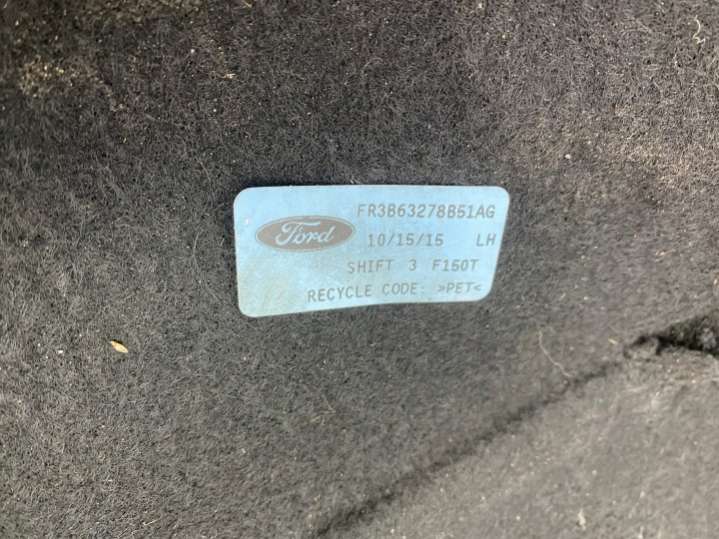 FR3B63278B51AG
Ford
10/15/15 LH
SHIFT 3 F150T
RECYCLE CODE: >PET<